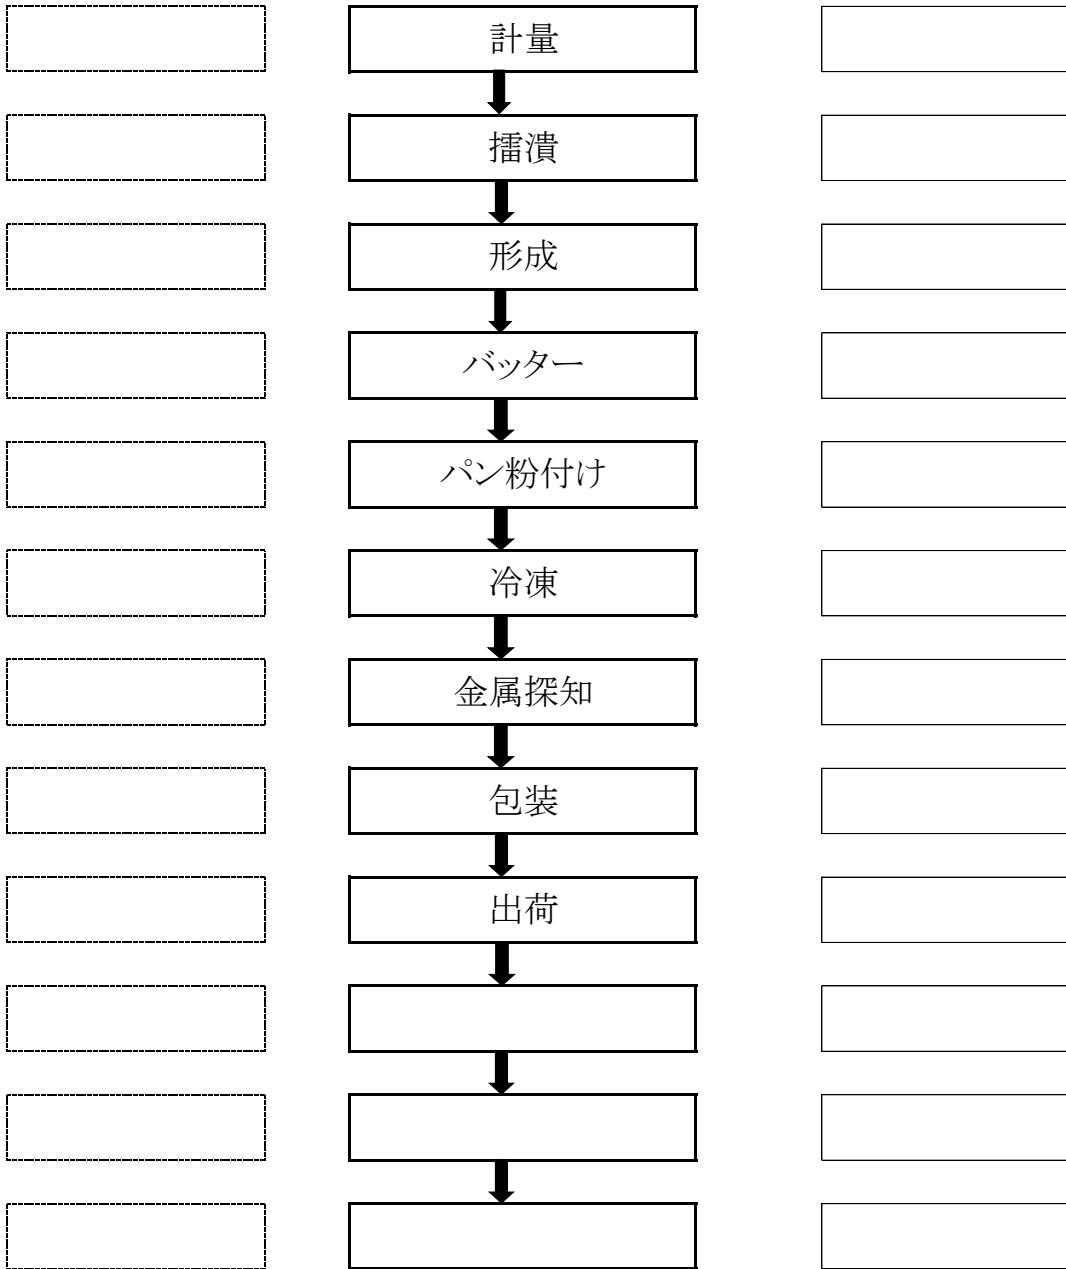 計量
擂潰
形成
バッター
パン粉付け
冷凍
金属探知
包装
出荷